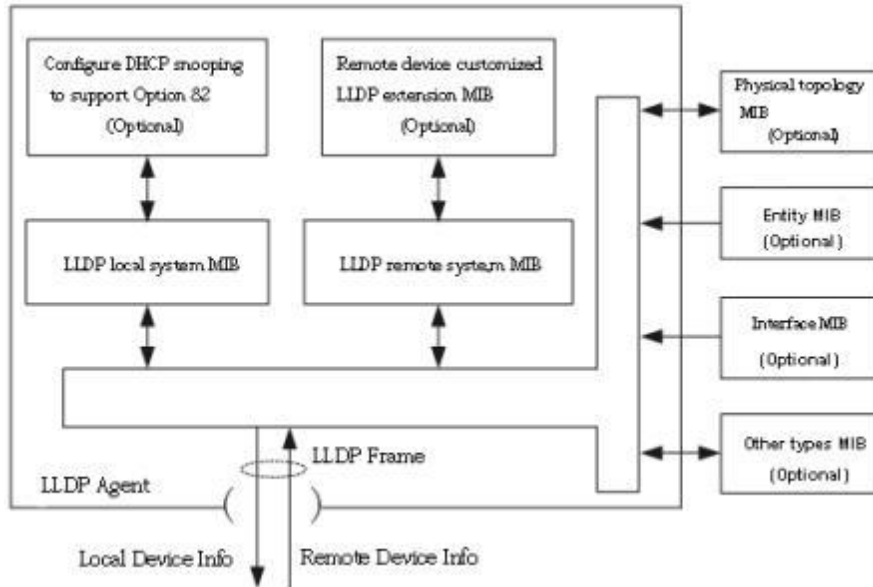 Configure DHCP snooping
to support Option 82
(Optional)
Remote device customized
LLDP extension MIB
(Optional)
Physical topology
MIB
(Optional)
LLDP local system MIB
LLDP remote system MIB
Entity MIB
(Optional)
Interface MIB
(Optional)
Other types MIB
(Optional)
LLDP Frame
LLDP Agent
Local Device Info
Remote Device Info